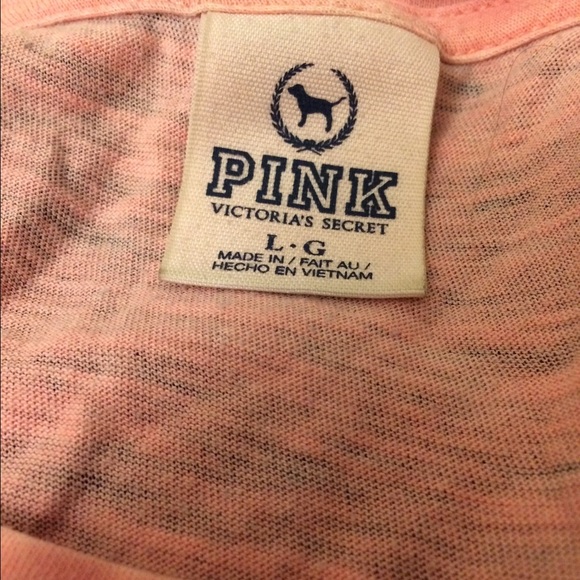 PINK
VICTORIA'S SECRET
L · G
MADE IN / FAIT AU /
HECHO EN VIETNAM